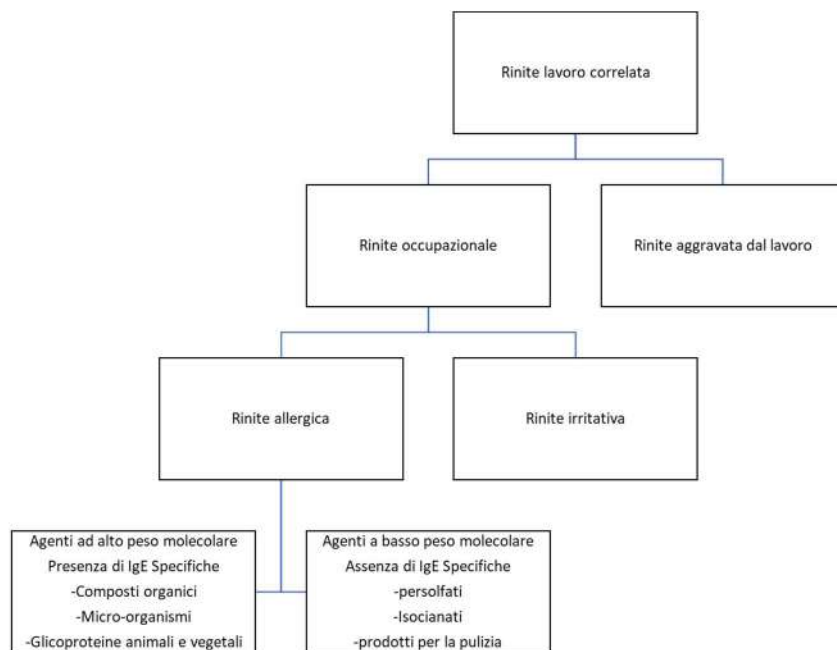 Rinite lavoro correlata
Rinite occupazionale
Rinite aggravata dal lavoro
Rinite allergica
Rinite irritativa
Agenti ad alto peso molecolare
Presenza di IgE Specifiche
-Composti organici
-Micro-organismi
-Glicoproteine animali e vegetali
Agenti a basso peso molecolare
Assenza di IgE Specifiche
-persolfati
-Isocianati
-prodotti per la pulizia